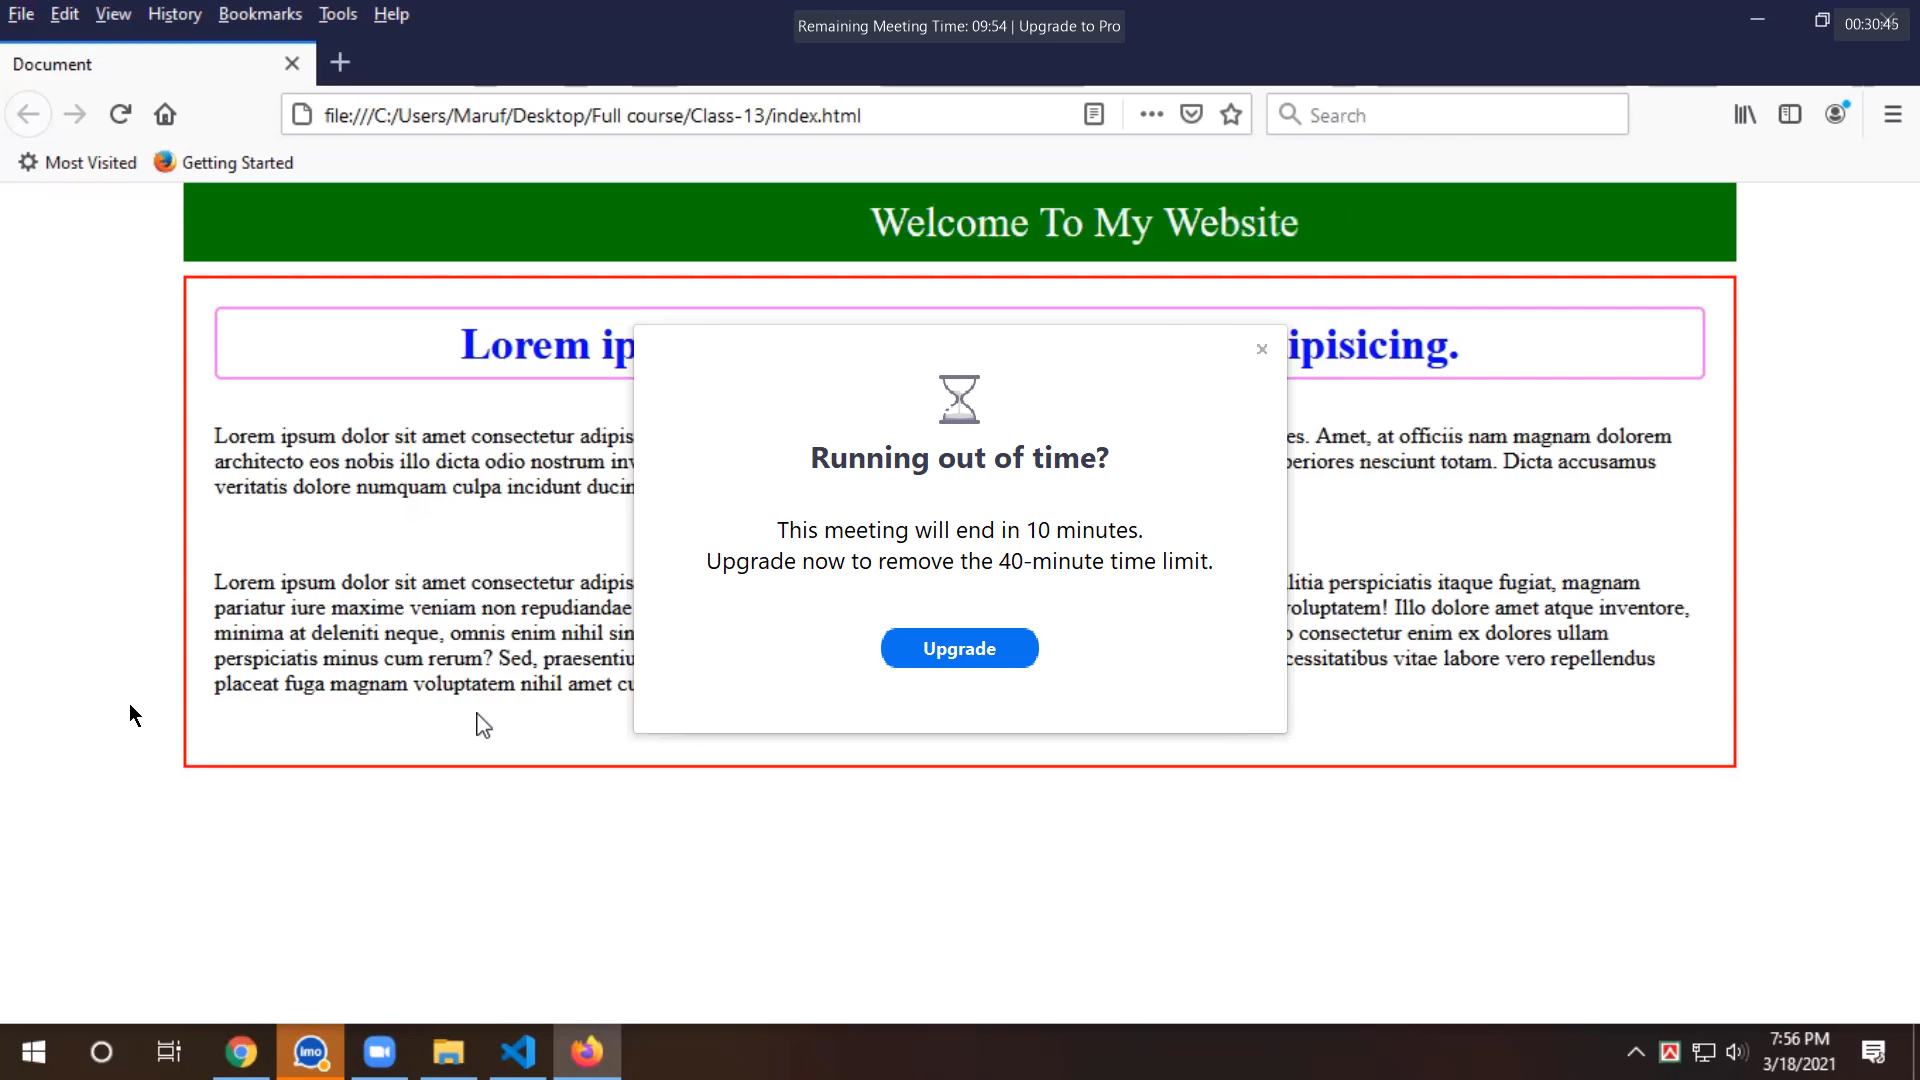 File Edit View History Bookmarks Tools Help
Remaining Meeting Time: 09:54 | Upgrade to Pro
00:30:45
Document
file:///C:/Users/Maruf/Desktop/Full course/Class-13/index.html
Search
Most Visited Getting Started
Welcome To My Website
Lorem ip
ipisicing.
Lorem ipsum dolor sit amet consectetur adipis
es. Amet, at officiis nam magnam dolorem
architecto eos nobis illo dicta odio nostrum inv
periores nesciunt totam. Dicta accusamus
veritatis dolore numquam culpa incidunt ducin
Running out of time?
This meeting will end in 10 minutes.
Upgrade now to remove the 40-minute time limit.
Upgrade
Lorem ipsum dolor sit amet consectetur adipis
litia perspiciatis itaque fugiat, magnam
pariatur iure maxime veniam non repudiandae
voluptatem! Illo dolore amet atque inventore,
minima at deleniti neque, omnis enim nihil sin
o consectetur enim ex dolores ullam
perspiciatis minus cum rerum? Sed, praesentiu
cessitatibus vitae labore vero repellendus
placeat fuga magnam voluptatem nihil amet cu
imo
7:56 PM
3/18/2021